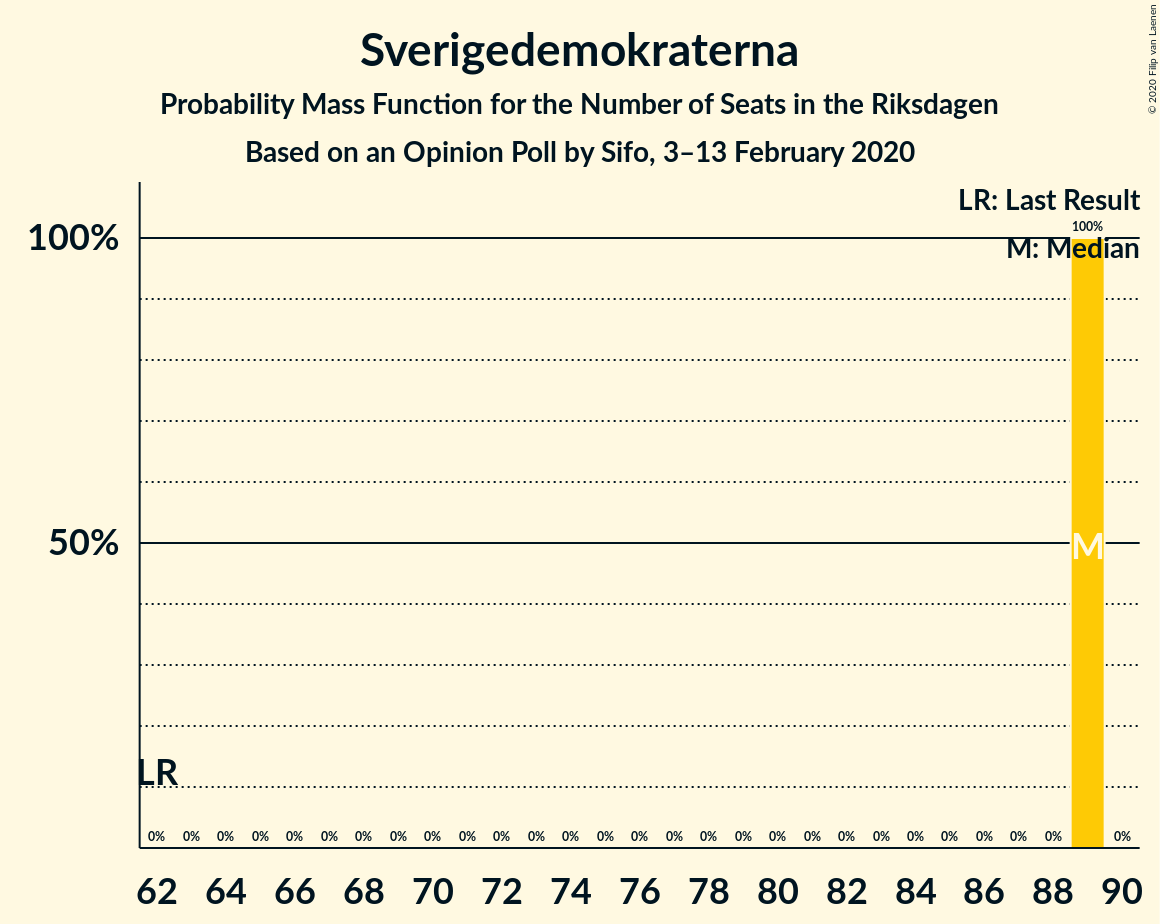 Sverigedemokraterna
Probability Mass Function for the Number of Seats in the Riksdagen
Based on an Opinion Poll by Sifo, 3–13 February 2020
© 2020 Filip van Laenen
LR: Last Result
M: Median
100%
100%
50%
M
LR
0% 0% 0% 0% 0% 0% 0% 0% 0% 0% 0% 0% 0% 0% 0% 0% 0% 0% 0% 0% 0% 0% 0% 0% 0% 0% 0% 0%
62 64 66 68 70 72 74 76 78 80 82 84 86 88 90